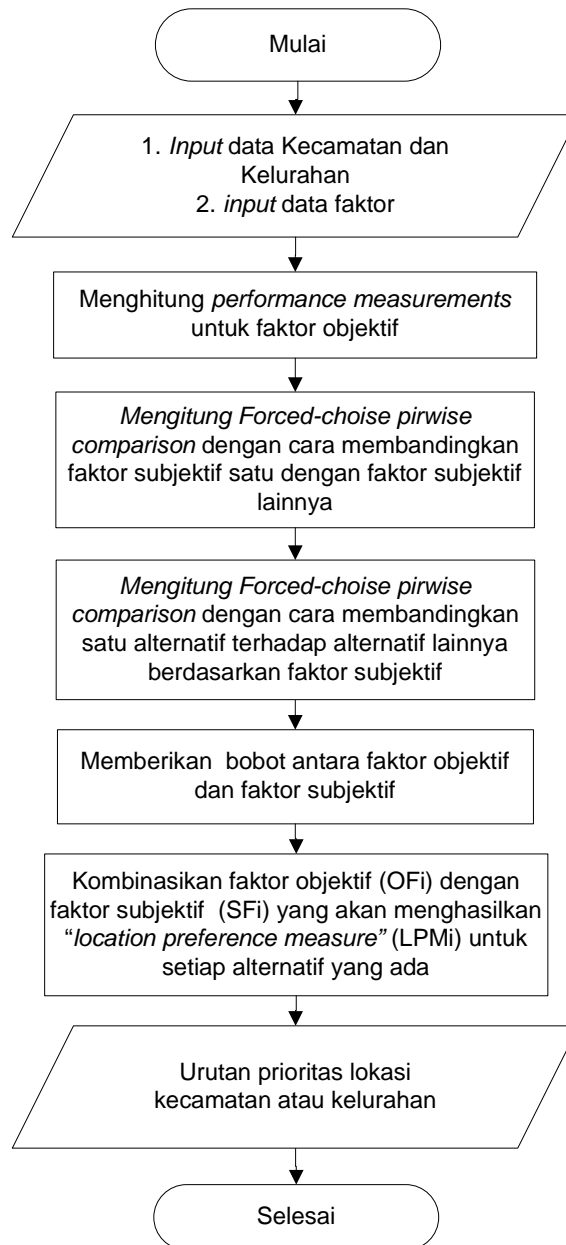 Mulai
1. Input data Kecamatan dan
Kelurahan
2. input data faktor
Menghitung performance measurements
untuk faktor objektif
Mengitung Forced-choise pirwise
comparison dengan cara membandingkan
faktor subjektif satu dengan faktor subjektif
lainnya
Mengitung Forced-choise pirwise
comparison dengan cara membandingkan
satu alternatif terhadap alternatif lainnya
berdasarkan faktor subjektif
Memberikan bobot antara faktor objektif
dan faktor subjektif
Kombinasikan faktor objektif (OFi) dengan
faktor subjektif (SFi) yang akan menghasilkan
“location preference measure” (LPMi) untuk
setiap alternatif yang ada
Urutan prioritas lokasi
kecamatan atau kelurahan
Selesai